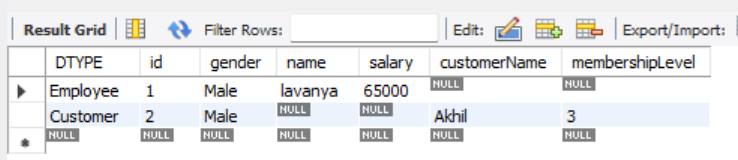 Result Grid Filter Rows: Edit: Export/Import:
DTYPE id gender name salary customerName membershipLevel
Employee 1 Male lavanya 65000 NULL NULL
Customer 2 Male NULL NULL Akhil 3
NULL NULL NULL NULL NULL NULL NULL